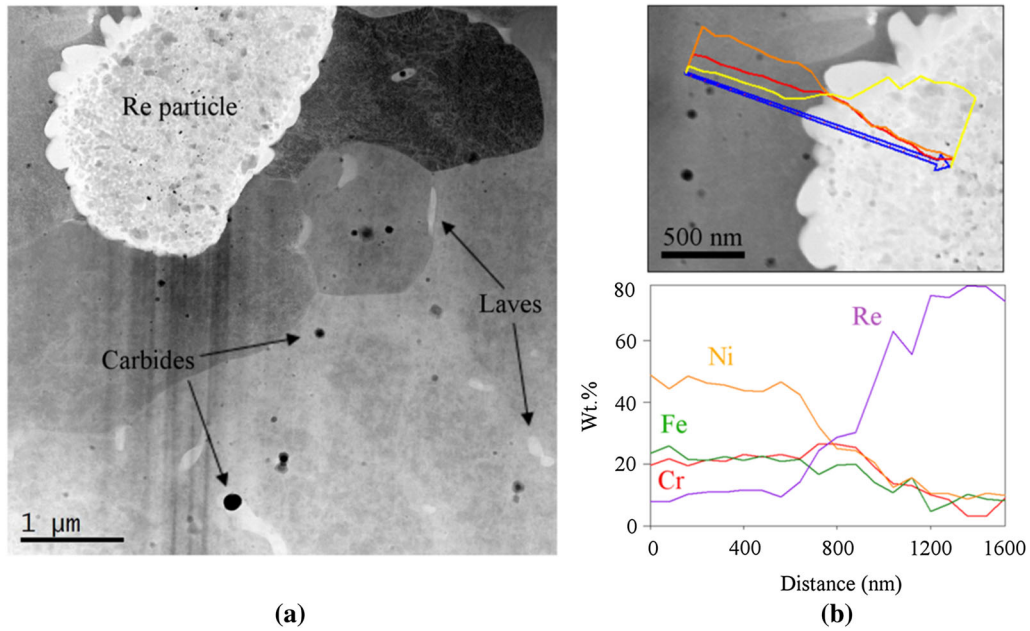 Re particle
Carbides
Laves
1 µm
(a)
500 nm
80
60
40
20
0
Wt.%
Re
Ni
Fe
Cr
0
400
800
1200
1600
Distance (nm)
(b)